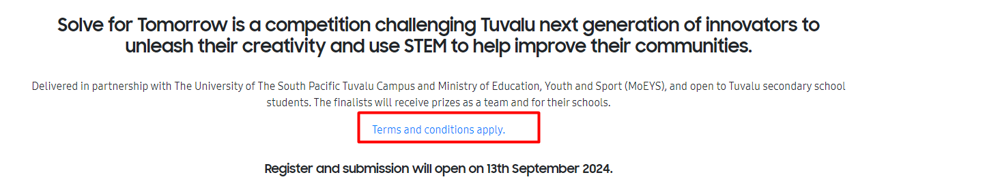 Solve for Tomorrow is a competition challenging Tuvalu next generation of innovators to
unleash their creativity and use STEM to help improve their communities.
Delivered in partnership with The University of The South Pacific Tuvalu Campus and Ministry of Education, Youth and Sport (MoEYS), and open to Tuvalu secondary school
students. The finalists will receive prizes as a team and for their schools.
Terms and conditions apply.
Register and submission will open on 13th September 2024.